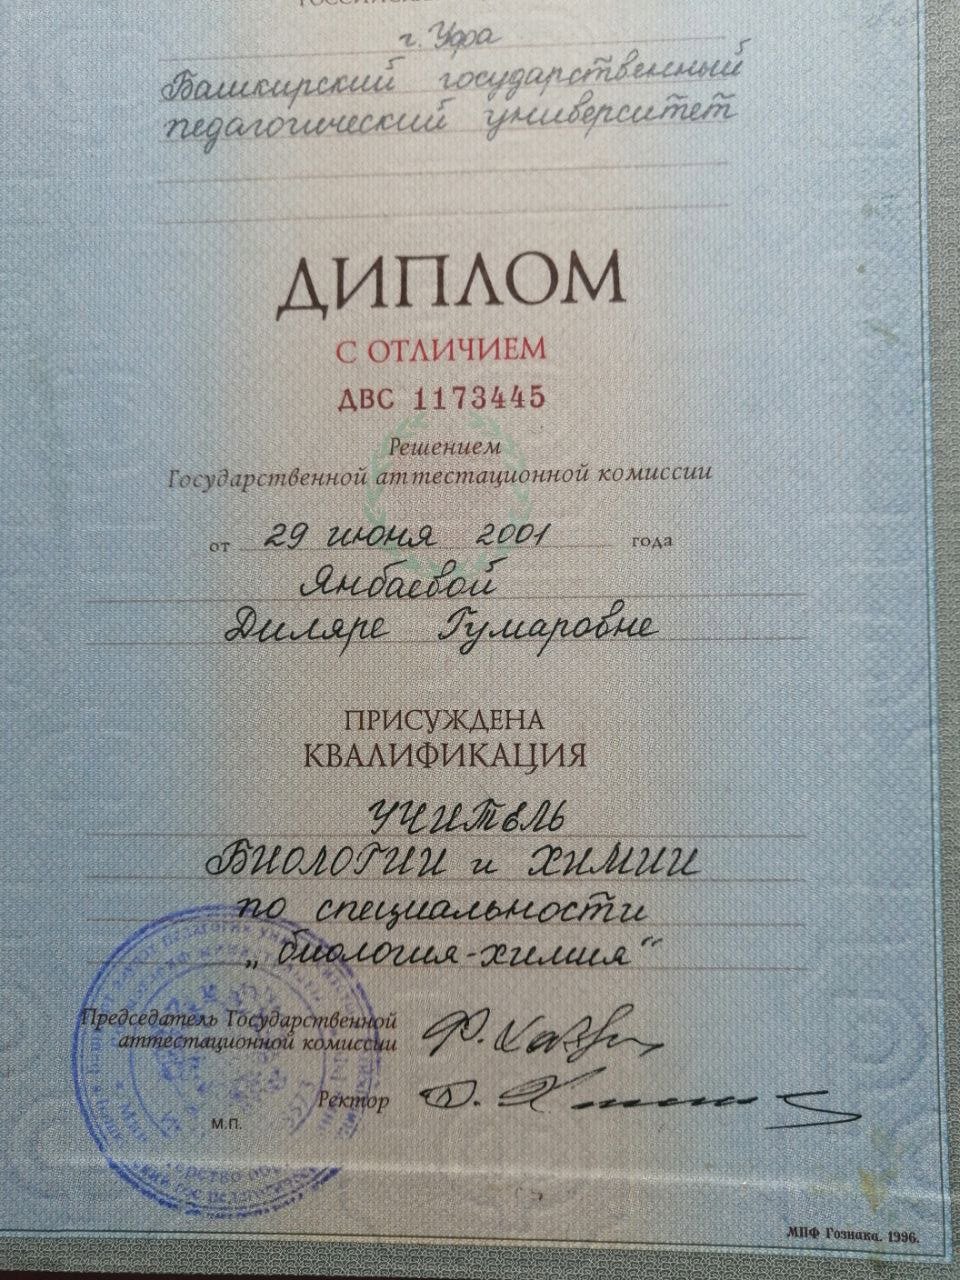 г. Уфа
Башкирский государственный
педагогический университет
ДИПЛОМ
С ОТЛИЧИЕМ
ДВС 1173445
Решением
Государственной аттестационной комиссии
от 29 июня 2001 года
Янбаевой
Диляре Гумаровне
ПРИСУЖДЕНА
КВАЛИФИКАЦИЯ
УЧИТЕЛЬ
БИОЛОГИИ и ХИМИИ
по специальности
„биология-химия“
Председатель Государственной
аттестационной комиссии
Ректор
М.П.
МПФ Гознака. 1996.